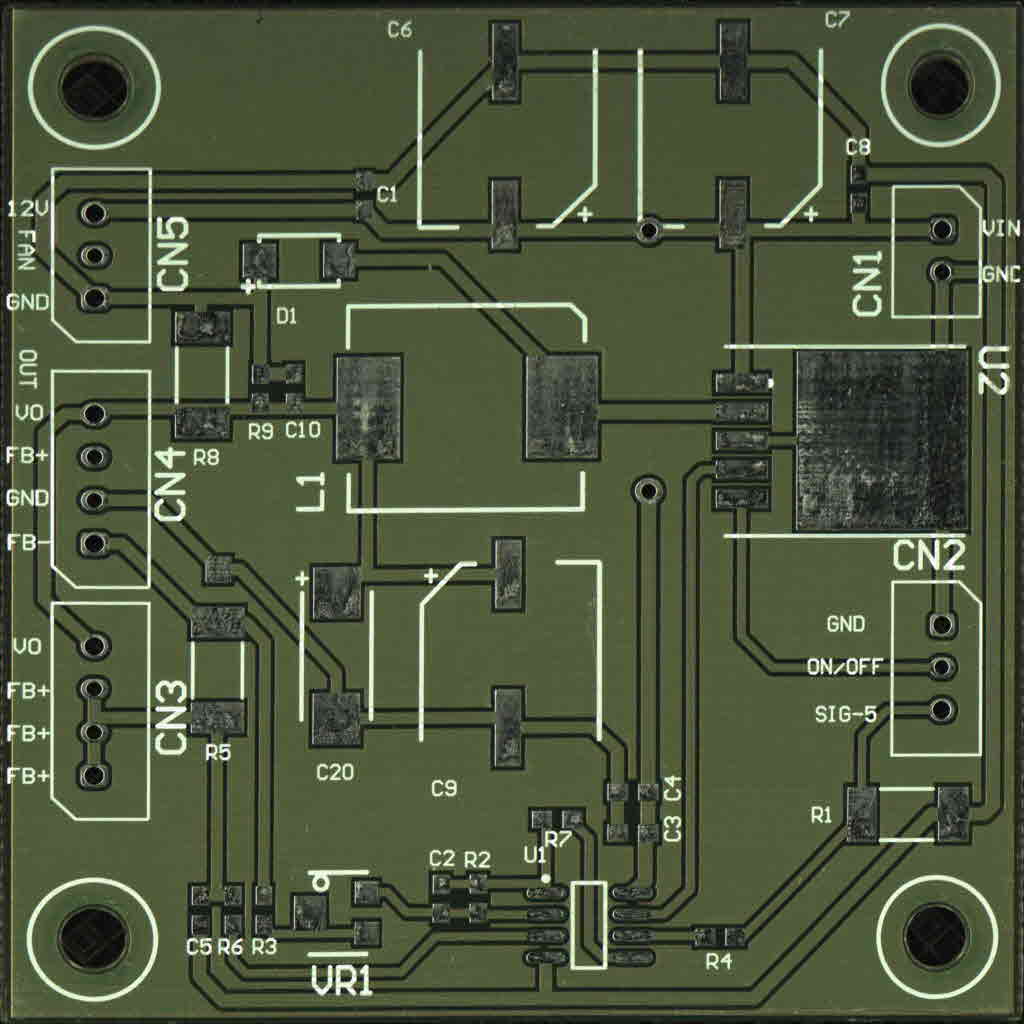 C6
C7
C8
C1
12V
FAN
CN5
VIN
CN1
GND
GND
D1
OUT
U2
VO
R9
C10
R8
FB+
CN4
GND
L1
FB-
CN2
GND
VO
ON/OFF
FB+
CN3
SIG-5
FB+
R5
C20
FB+
C9
C4
R1
C3
R7
U1
C2
R2
C5
R6
R3
R4
VR1